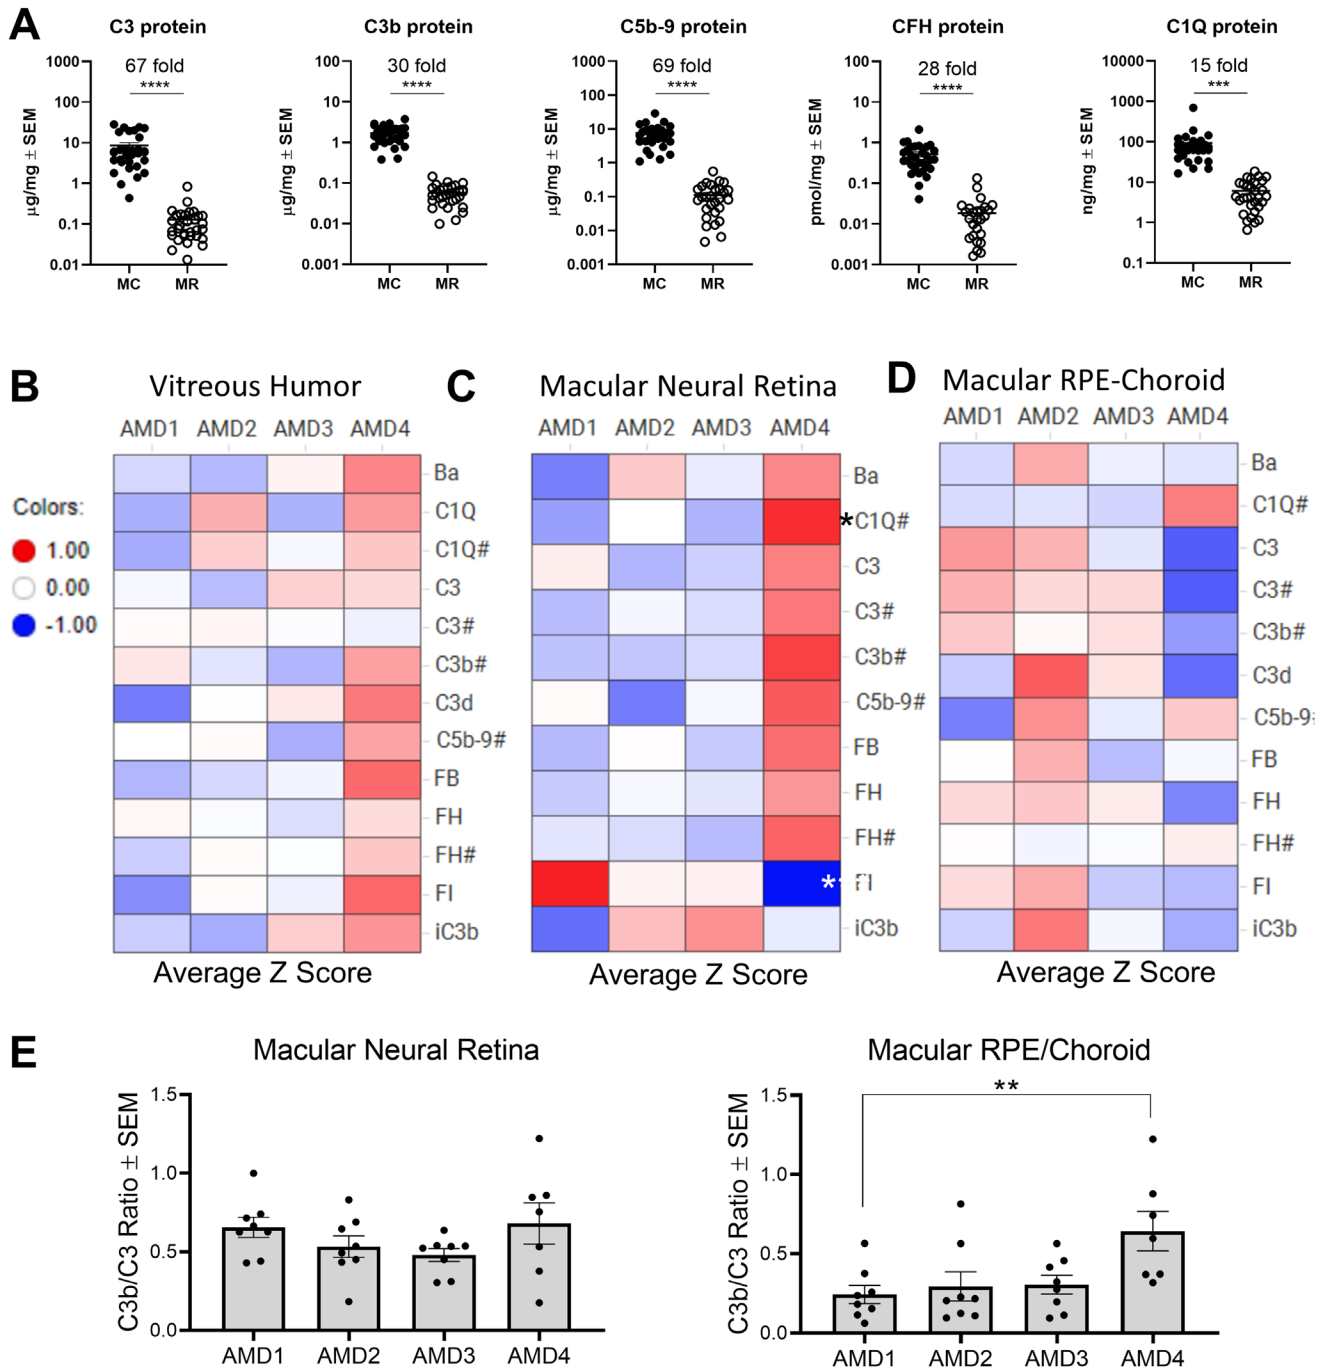 A
C3 protein
C3b protein
C5b-9 protein
CFH protein
C1Q protein
67 fold
****
30 fold
****
69 fold
****
28 fold
****
15 fold
***
µg/mg ± SEM
1000
100
10
1
0.1
0.01
MC MR
µg/mg ± SEM
100
10
1
0.1
0.01
0.001
MC MR
µg/mg ± SEM
1000
100
10
1
0.1
0.01
0.001
MC MR
pmol/mg ± SEM
100
10
1
0.1
0.01
0.001
MC MR
ng/mg ± SEM
10000
1000
100
10
1
0.1
MC MR
B
Vitreous Humor
AMD1 AMD2 AMD3 AMD4
Colors:
1.00
0.00
-1.00
Ba
C1Q
C1Q#
C3
C3#
C3b#
C3d
C5b-9#
FB
FH
FH#
FI
iC3b
Average Z Score
C
Macular Neural Retina
AMD1 AMD2 AMD3 AMD4
Ba
*C1Q#
C3
C3#
C3b#
C5b-9#
FB
FH
FH#
* FI
iC3b
Average Z Score
D
Macular RPE-Choroid
AMD1 AMD2 AMD3 AMD4
Ba
C1Q#
C3
C3#
C3b#
C3d
C5b-9
FB
FH
FH#
FI
iC3b
Average Z Score
E
Macular Neural Retina
C3b/C3 Ratio ± SEM
1.5
1.0
0.5
0.0
AMD1 AMD2 AMD3 AMD4
Macular RPE/Choroid
**
C3b/C3 Ratio ± SEM
1.5
1.0
0.5
0.0
AMD1 AMD2 AMD3 AMD4